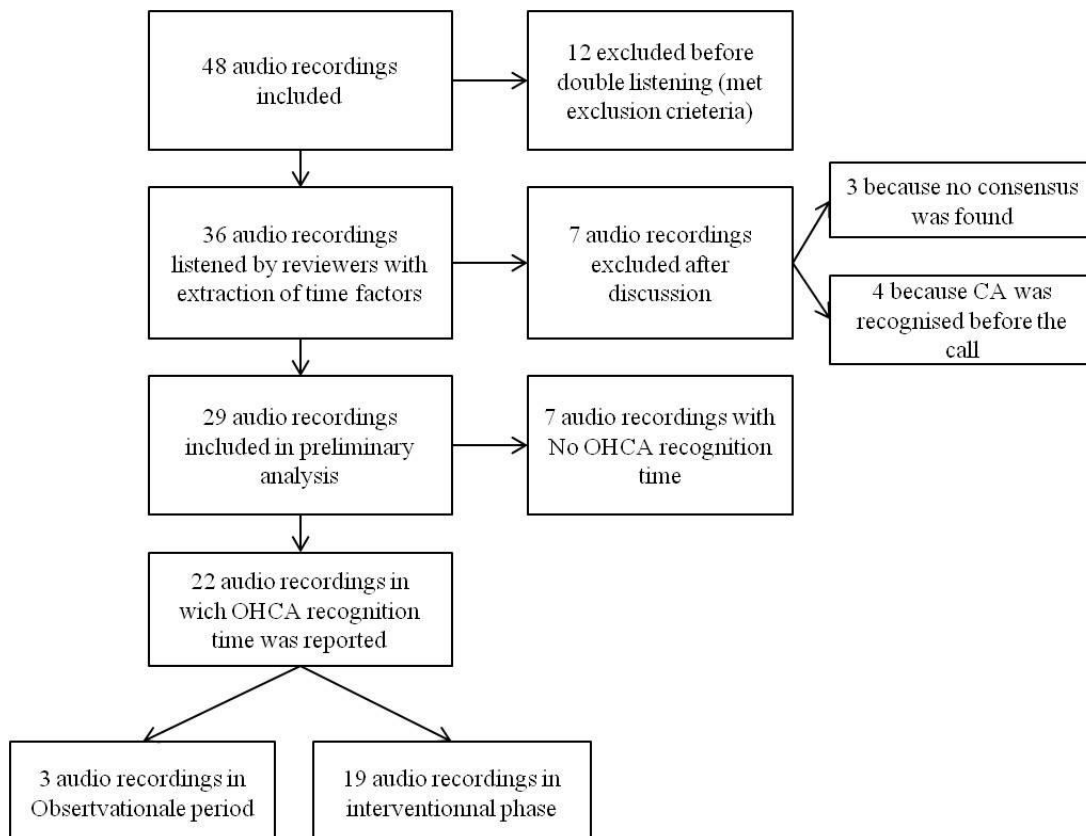 48 audio recordings
included
12 excluded before
double listening (met
exclusion crieteria)
36 audio recordings
listened by reviewers with
extraction of time factors
7 audio recordings
excluded after
discussion
3 because no consensus
was found
4 because CA was
recognised before the
call
29 audio recordings
included in preliminary
analysis
7 audio recordings with
No OHCA recognition
time
22 audio recordings in
wich OHCA recognition
time was reported
3 audio recordings in
Obsertvationale period
19 audio recordings in
interventionnal phase